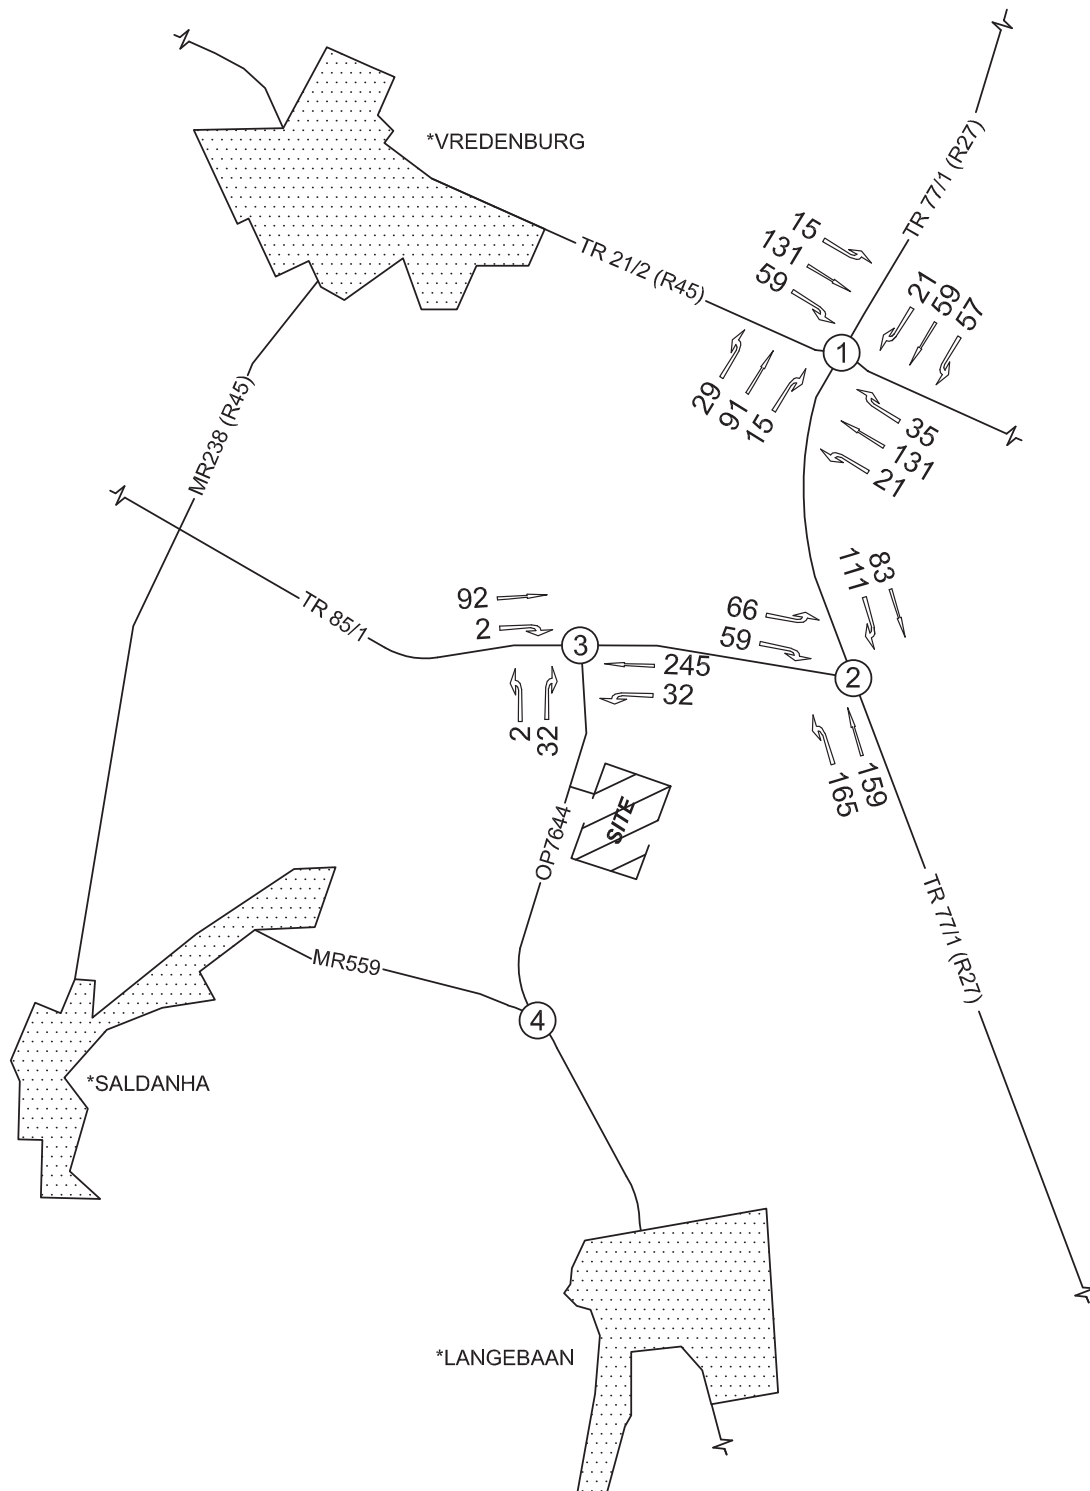 *VREDENBURG
TR 77/1 (R27)
TR 21/2 (R45)
15
131
59
21
59
57
1
29
91
15
35
131
21
MR238 (R45)
TR 85/1
92
2
3
66
59
111
83
245
32
2
2
32
165
159
SITE
OP7644
TR 77/1 (R27)
MR559
4
*SALDANHA
*LANGEBAAN